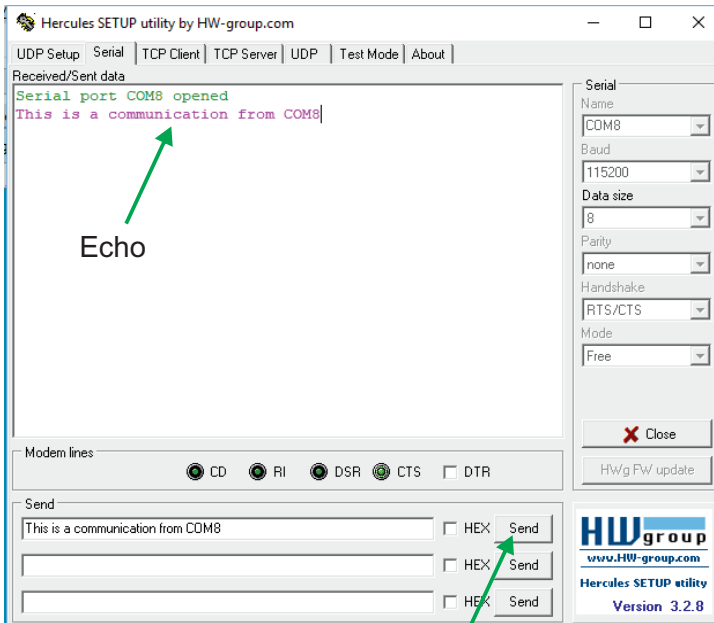 Hercules SETUP utility by HW-group.com
UDP Setup Serial TCP Client TCP Server UDP Test Mode About
Received/Sent data
Serial port COM8 opened
This is a communication from COM8
Echo
Serial
Name
COM8
Baud
115200
Data size
8
Parity
none
Handshake
RTS/CTS
Mode
Free
Close
HWg FW update
Modem lines
CD RI DSR CTS DTR
Send
This is a communication from COM8 HEX Send
HEX Send
HEX Send
HW group
www.HW-group.com
Hercules SETUP utility
Version 3.2.8